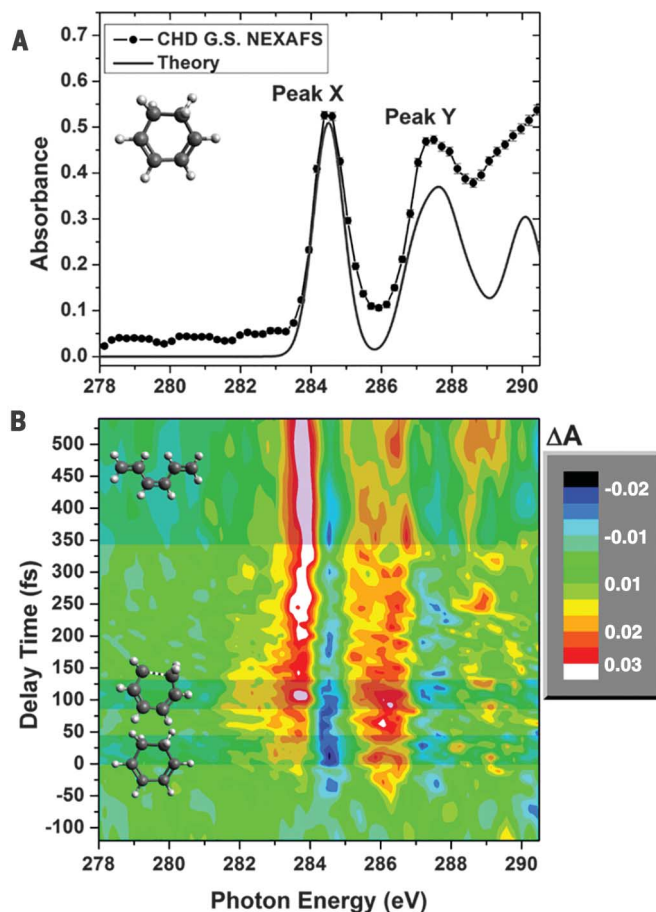 A
CHD G.S. NEXAFS
Theory
Peak X
Peak Y
Absorbance
0.7
0.6
0.5
0.4
0.3
0.2
0.1
0.0
278 280 282 284 286 288 290
B
Delay Time (fs)
500
450
400
350
300
250
200
150
100
50
0
-50
-100
278 280 282 284 286 288 290
Photon Energy (eV)
ΔA
-0.02
-0.01
0.01
0.02
0.03